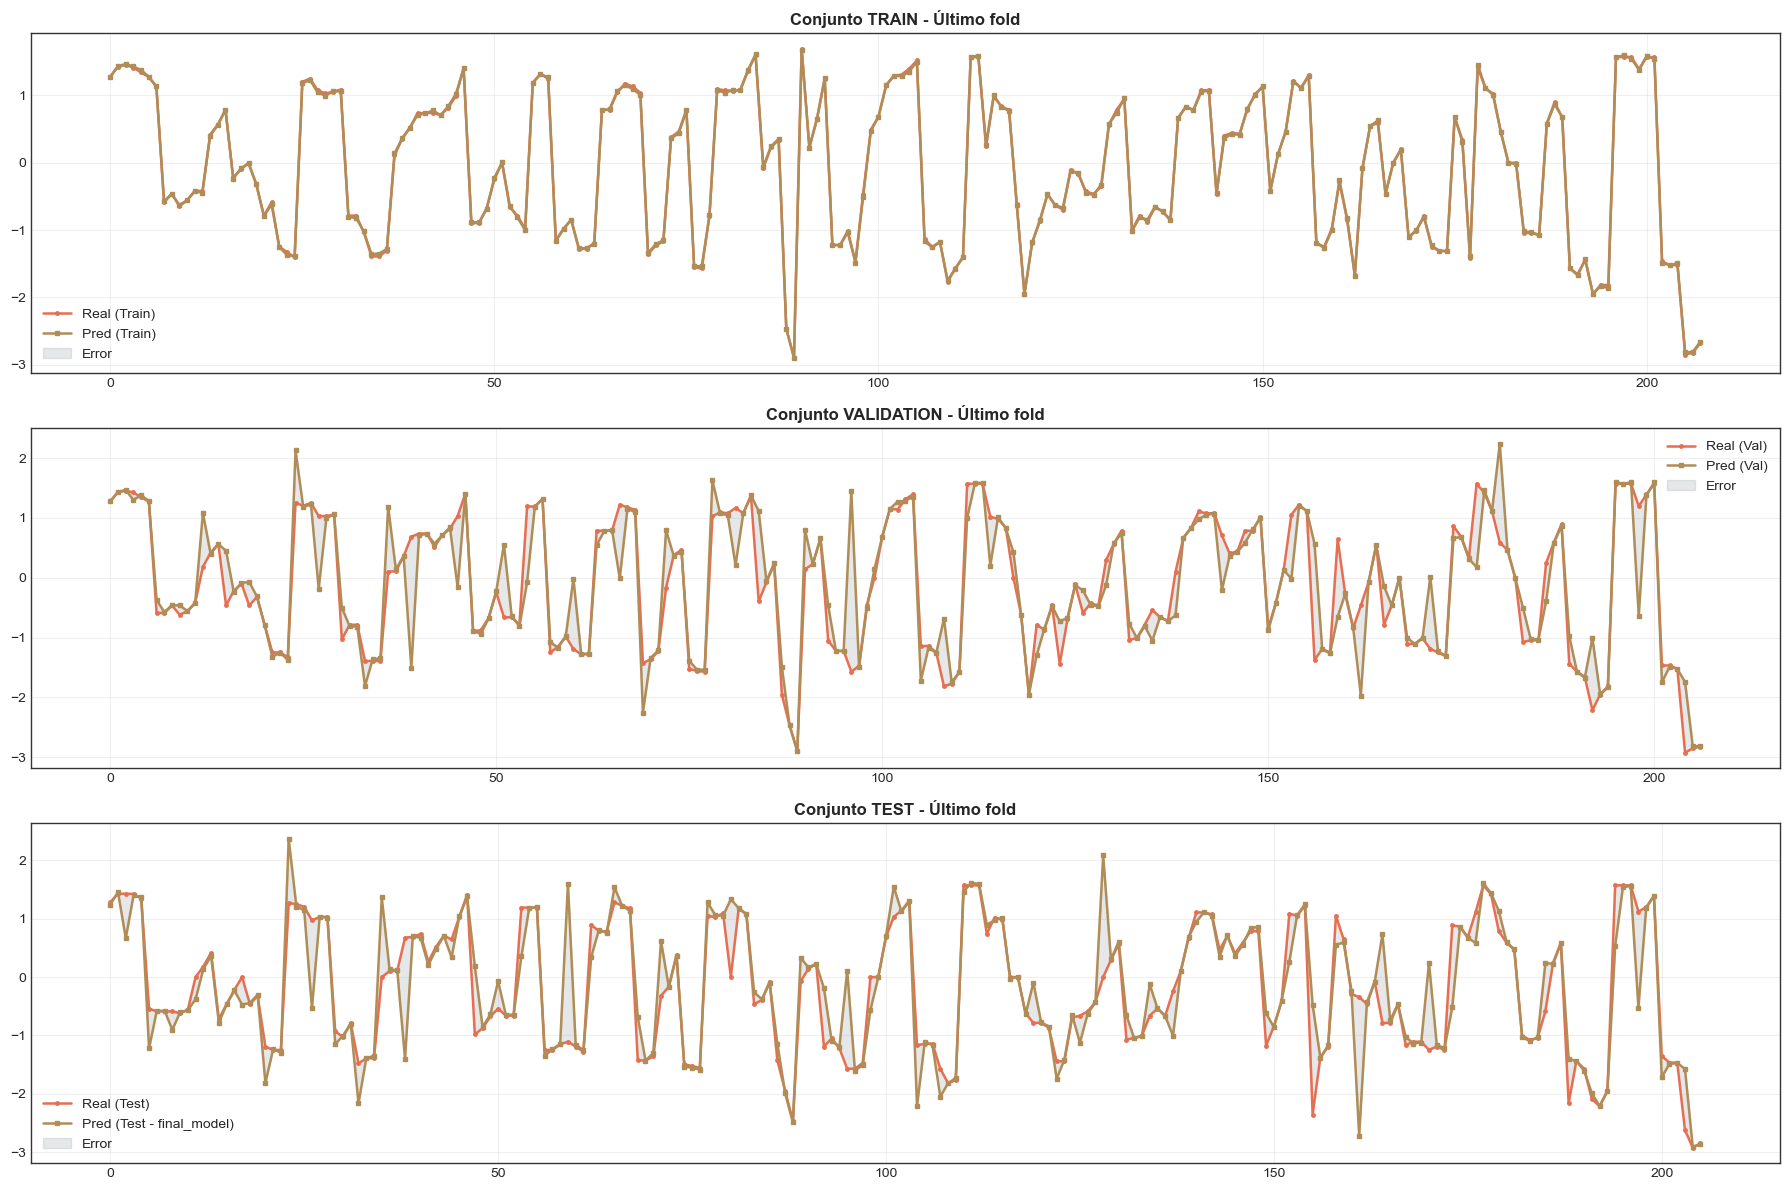 Conjunto TRAIN - Último fold
1
0
−1
−2
−3
Real (Train)
Pred (Train)
Error
0 50 100 150 200
Conjunto VALIDATION - Último fold
2
1
0
−1
−2
−3
Real (Val)
Pred (Val)
Error
0 50 100 150 200
Conjunto TEST - Último fold
2
1
0
−1
−2
−3
Real (Test)
Pred (Test - final_model)
Error
0 50 100 150 200